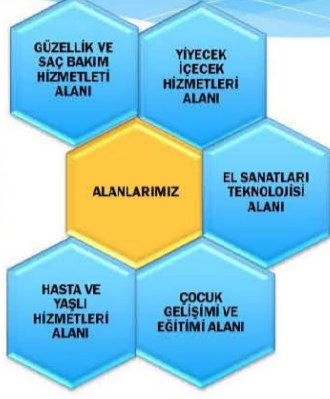 GÜZELLİK VE
SAÇ BAKIM
HİZMETLETİ
ALANI
YİYECEK
İÇECEK
HİZMETLERİ
ALANI
ALANLARIMIZ
EL SANATLARI
TEKNOLOJİSİ
ALANI
HASTA VE
YAŞLI
HİZMETLERİ
ALANI
ÇOCUK
GELİŞİMİ VE
EĞİTİMİ ALANI